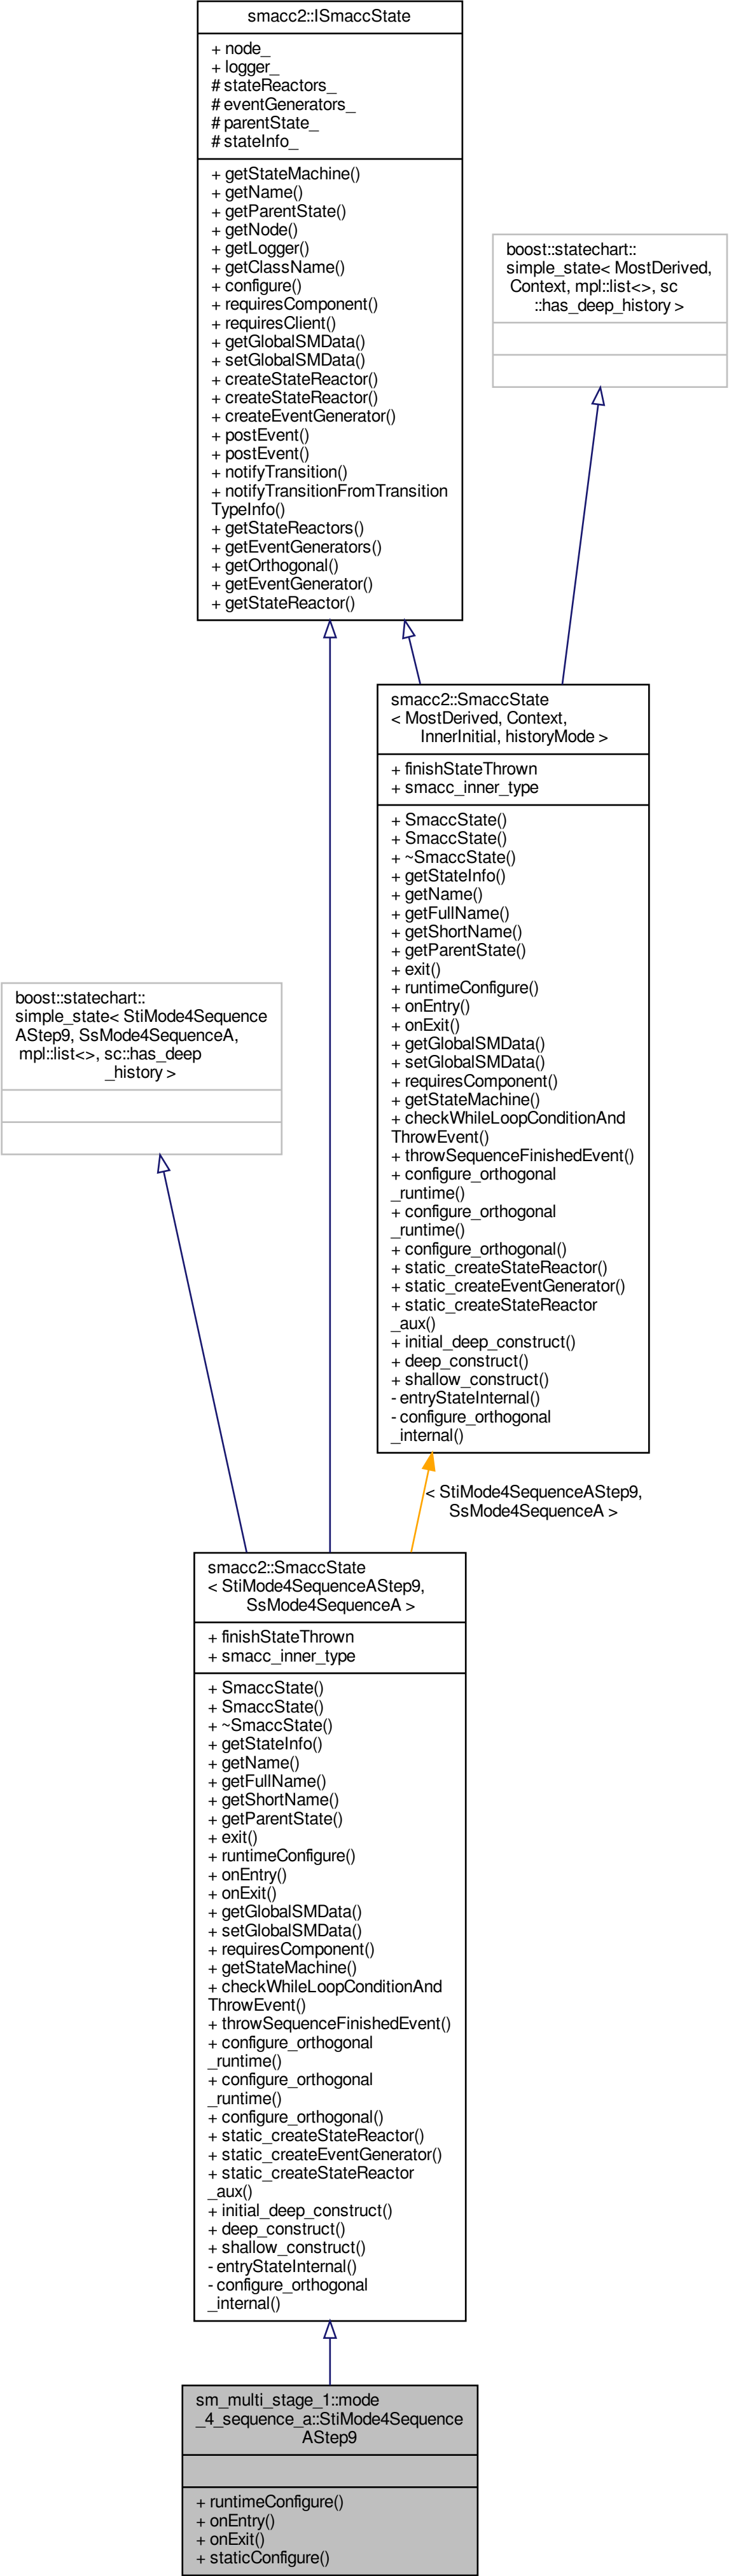 smacc2::ISmaccState
+ node_
+ logger_
# stateReactors_
# eventGenerators_
# parentState_
# stateInfo_
+ getStateMachine()
+ getName()
+ getParentState()
+ getNode()
+ getLogger()
+ getClassName()
+ configure()
+ requiresComponent()
+ requiresClient()
+ getGlobalSMData()
+ setGlobalSMData()
+ createStateReactor()
+ createStateReactor()
+ createEventGenerator()
+ postEvent()
+ postEvent()
+ notifyTransition()
+ notifyTransitionFromTransition
TypeInfo()
+ getStateReactors()
+ getEventGenerators()
+ getOrthogonal()
+ getEventGenerator()
+ getStateReactor()
boost::statechart::
simple_state< MostDerived,
Context, mpl::list<>, sc
::has_deep_history >
smacc2::SmaccState
< MostDerived, Context,
InnerInitial, historyMode >
+ finishStateThrown
+ smacc_inner_type
+ SmaccState()
+ SmaccState()
+ ~SmaccState()
+ getStateInfo()
+ getName()
+ getFullName()
+ getShortName()
+ getParentState()
+ exit()
+ runtimeConfigure()
+ onEntry()
+ onExit()
+ getGlobalSMData()
+ setGlobalSMData()
+ requiresComponent()
+ getStateMachine()
+ checkWhileLoopConditionAnd
ThrowEvent()
+ throwSequenceFinishedEvent()
+ configure_orthogonal
_runtime()
+ configure_orthogonal
_runtime()
+ configure_orthogonal()
+ static_createStateReactor()
+ static_createEventGenerator()
+ static_createStateReactor
_aux()
+ initial_deep_construct()
+ deep_construct()
+ shallow_construct()
- entryStateInternal()
- configure_orthogonal
_internal()
boost::statechart::
simple_state< StiMode4Sequence
AStep9, SsMode4SequenceA,
mpl::list<>, sc::has_deep
_history >
< StiMode4SequenceAStep9,
SsMode4SequenceA >
smacc2::SmaccState
< StiMode4SequenceAStep9,
SsMode4SequenceA >
+ finishStateThrown
+ smacc_inner_type
+ SmaccState()
+ SmaccState()
+ ~SmaccState()
+ getStateInfo()
+ getName()
+ getFullName()
+ getShortName()
+ getParentState()
+ exit()
+ runtimeConfigure()
+ onEntry()
+ onExit()
+ getGlobalSMData()
+ setGlobalSMData()
+ requiresComponent()
+ getStateMachine()
+ checkWhileLoopConditionAnd
ThrowEvent()
+ throwSequenceFinishedEvent()
+ configure_orthogonal
_runtime()
+ configure_orthogonal
_runtime()
+ configure_orthogonal()
+ static_createStateReactor()
+ static_createEventGenerator()
+ static_createStateReactor
_aux()
+ initial_deep_construct()
+ deep_construct()
+ shallow_construct()
- entryStateInternal()
- configure_orthogonal
_internal()
sm_multi_stage_1::mode
_4_sequence_a::StiMode4Sequence
AStep9
+ runtimeConfigure()
+ onEntry()
+ onExit()
+ staticConfigure()